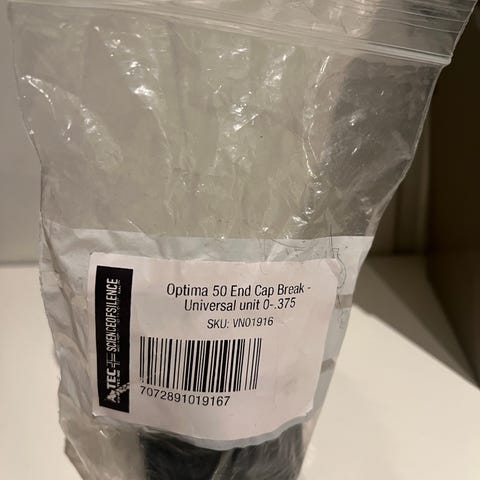 Optima 50 End Cap Break -
Universal unit 0-.375
SKU: VN01916
7072891019167
TEC
SCIENCEOFSILENCE